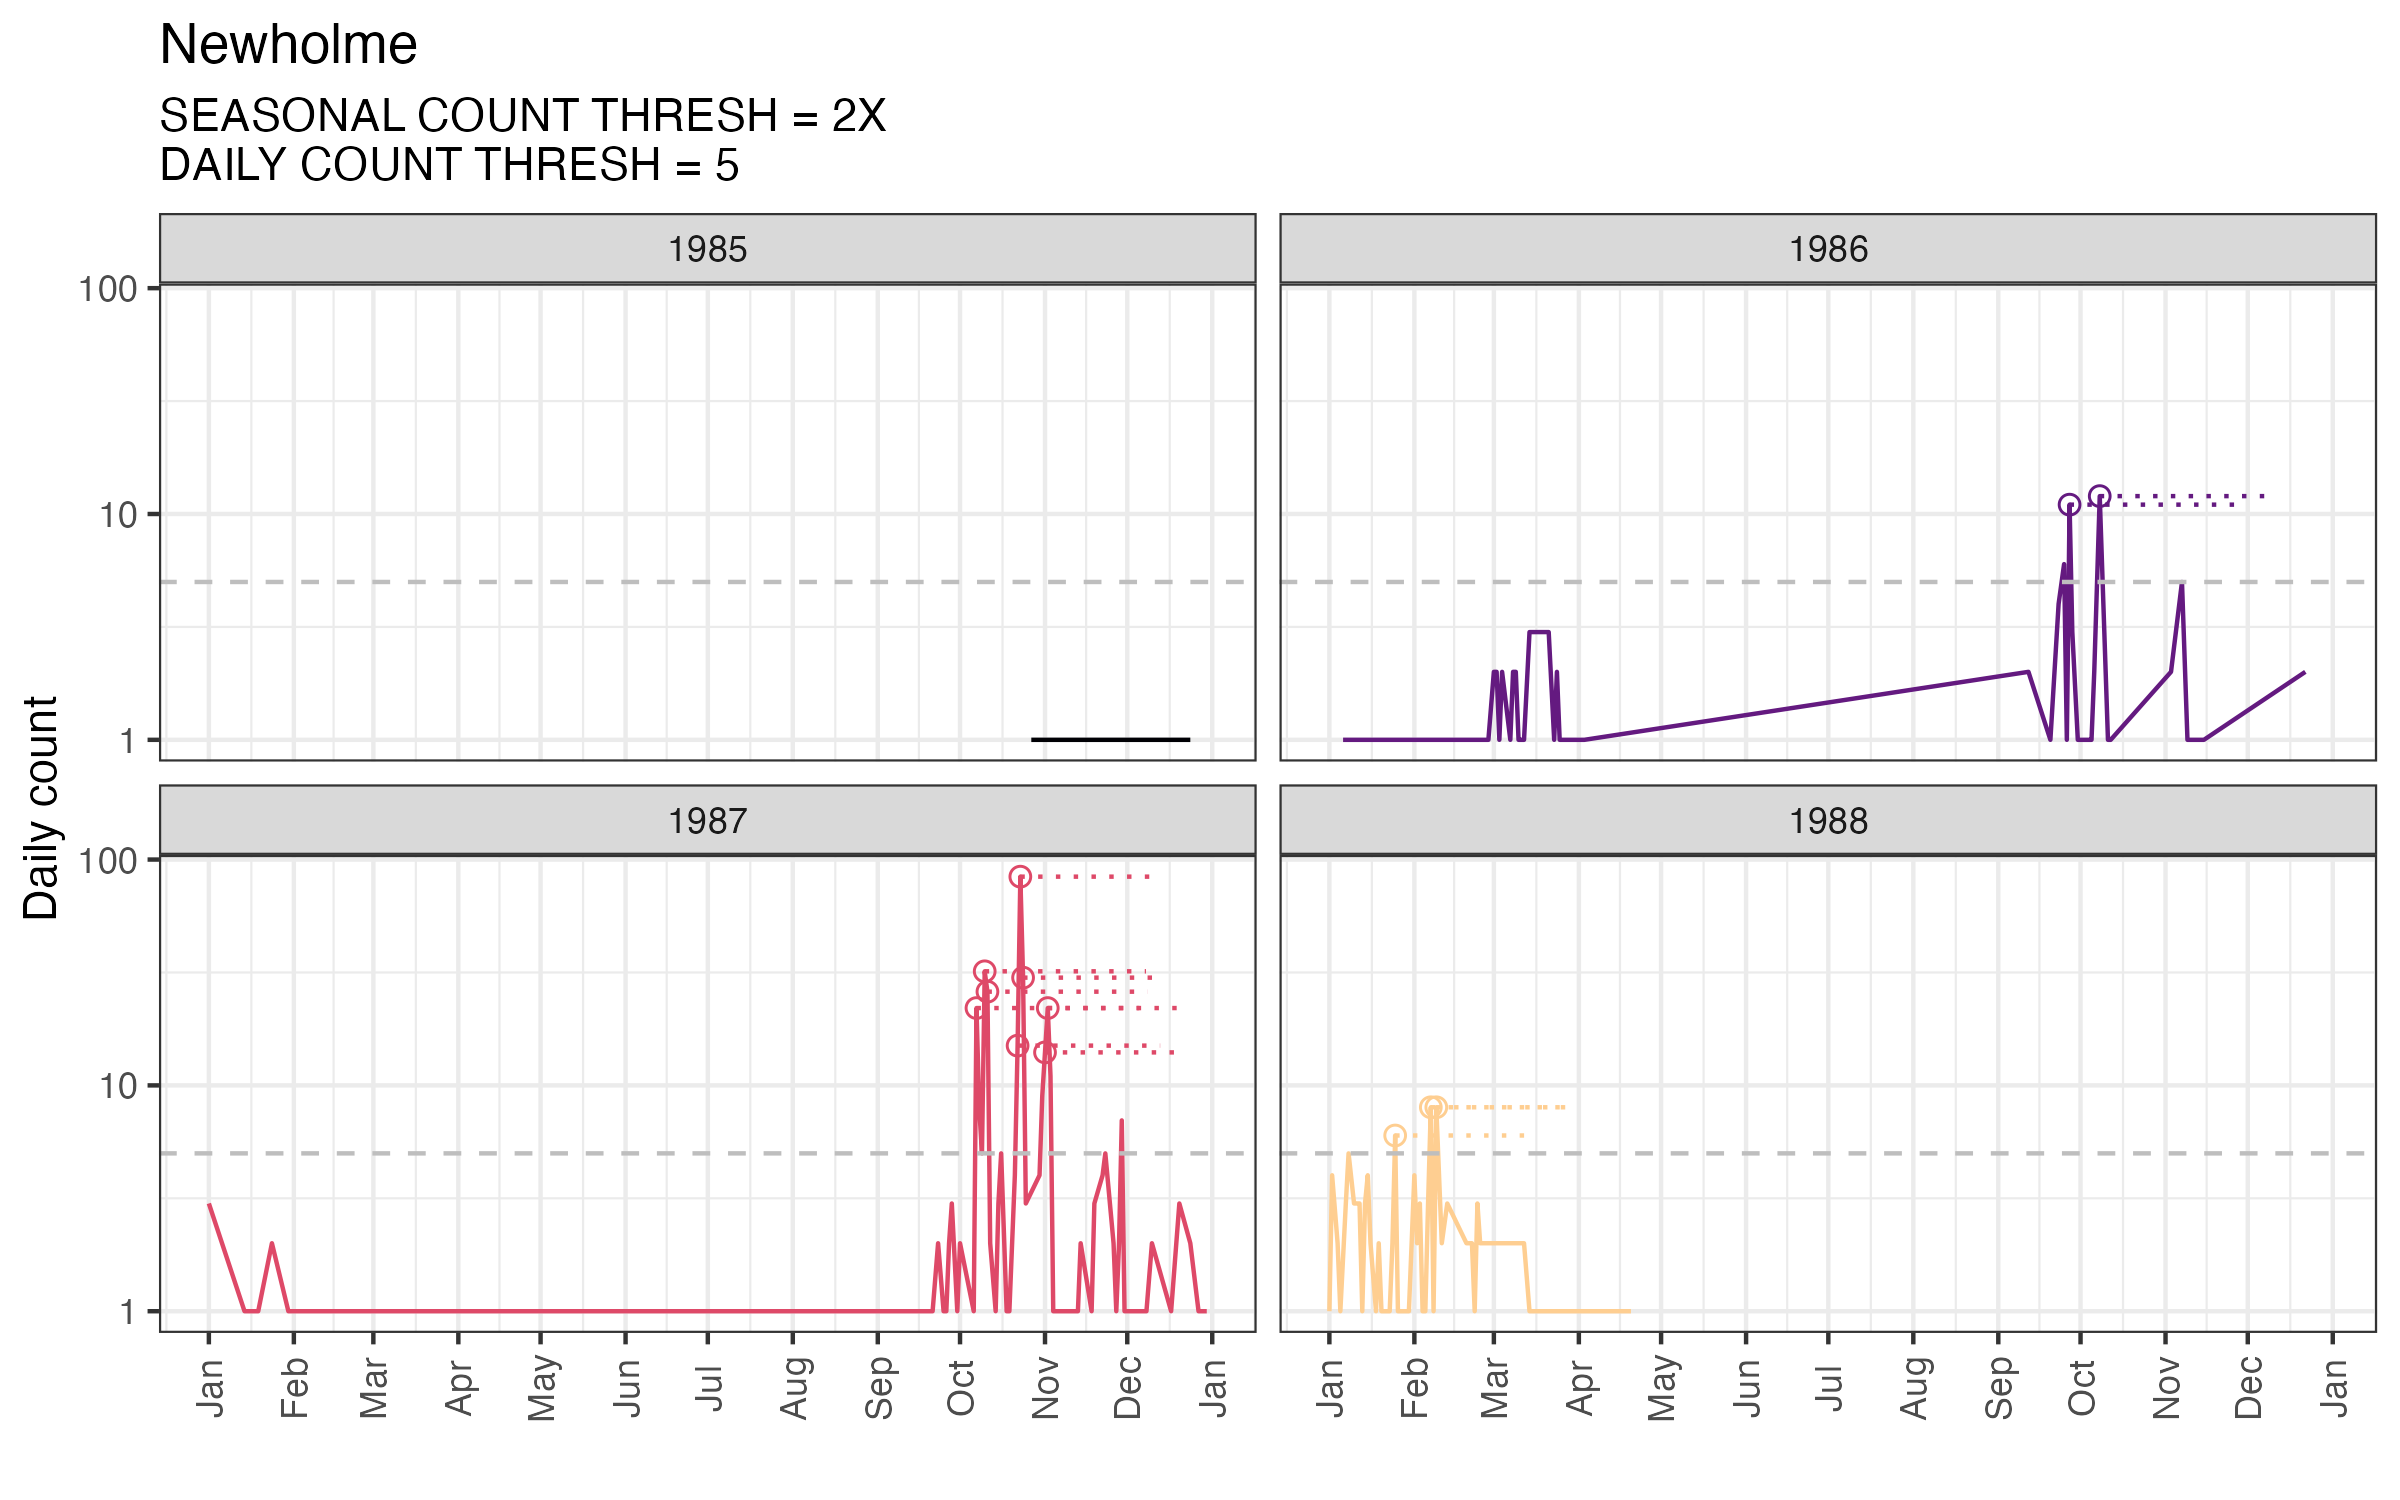 Newholme
SEASONAL COUNT THRESH = 2X
DAILY COUNT THRESH = 5
1985
1986
100
10
1
Daily count
1987
1988
100
10
1
Jan Feb Mar Apr May Jun Jul Aug Sep Oct Nov Dec Jan
Jan Feb Mar Apr May Jun Jul Aug Sep Oct Nov Dec Jan